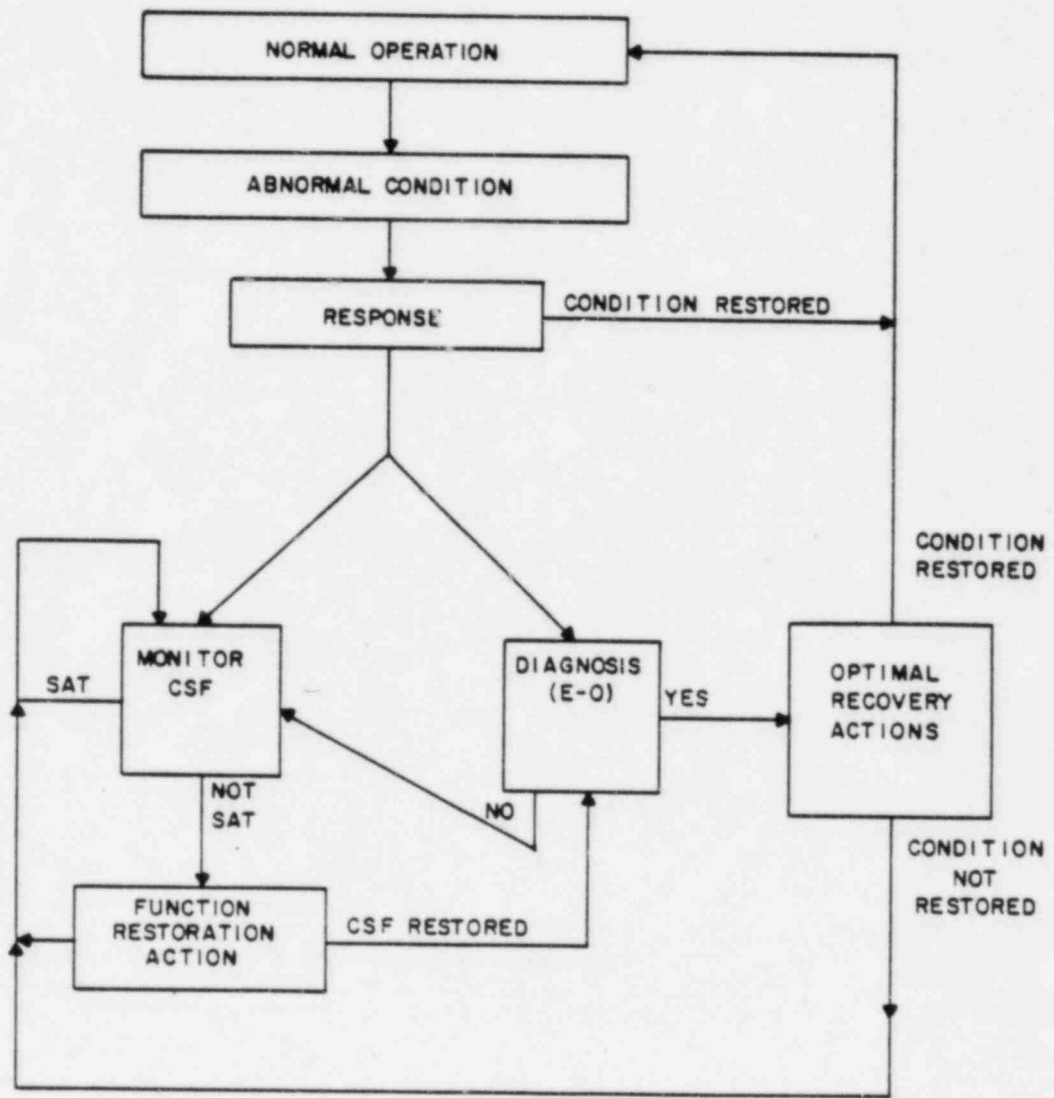 NORMAL OPERATION
ABNORMAL CONDITION
RESPONSE
CONDITION RESTORED
CONDITION
RESTORED
MONITOR
CSF
SAT
DIAGNOSIS
(E-O)
YES
OPTIMAL
RECOVERY
ACTIONS
NOT
SAT
NO
CONDITION
NOT
RESTORED
FUNCTION
RESTORATION
ACTION
CSF RESTORED